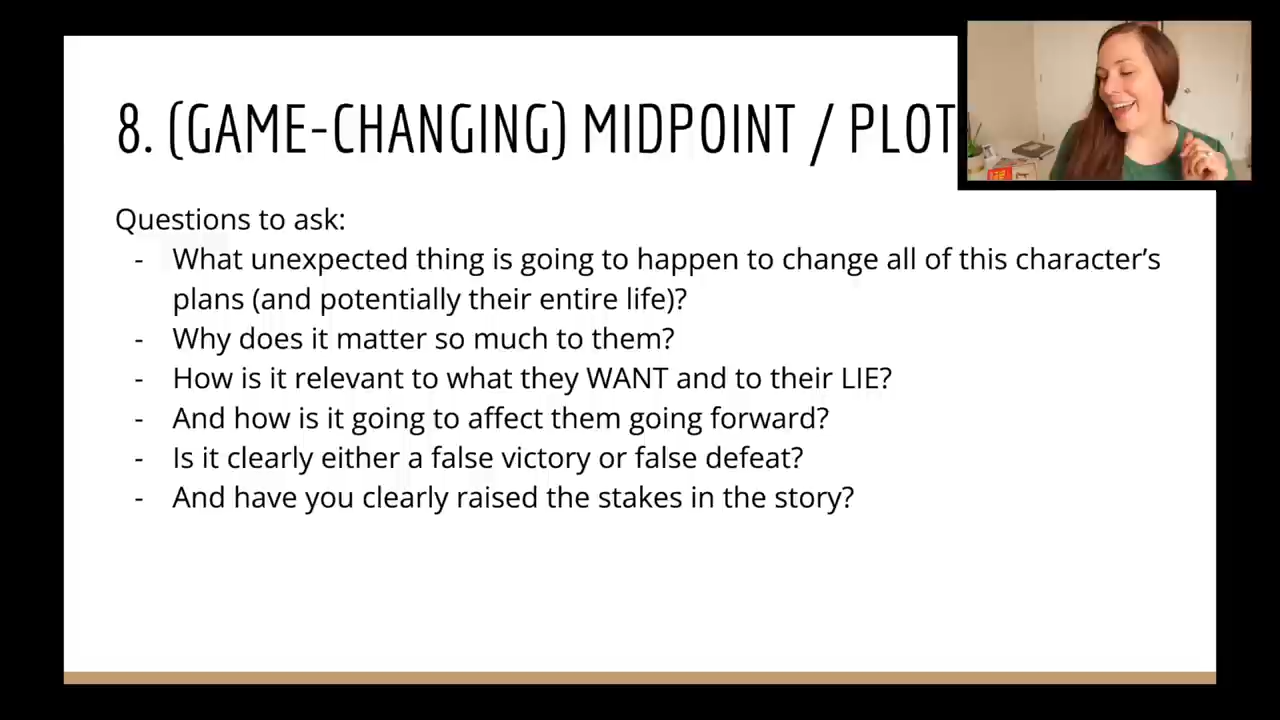 8. (GAME-CHANGING) MIDPOINT / PLOT
Questions to ask:
- What unexpected thing is going to happen to change all of this character’s
plans (and potentially their entire life)?
- Why does it matter so much to them?
- How is it relevant to what they WANT and to their LIE?
- And how is it going to affect them going forward?
- Is it clearly either a false victory or false defeat?
- And have you clearly raised the stakes in the story?